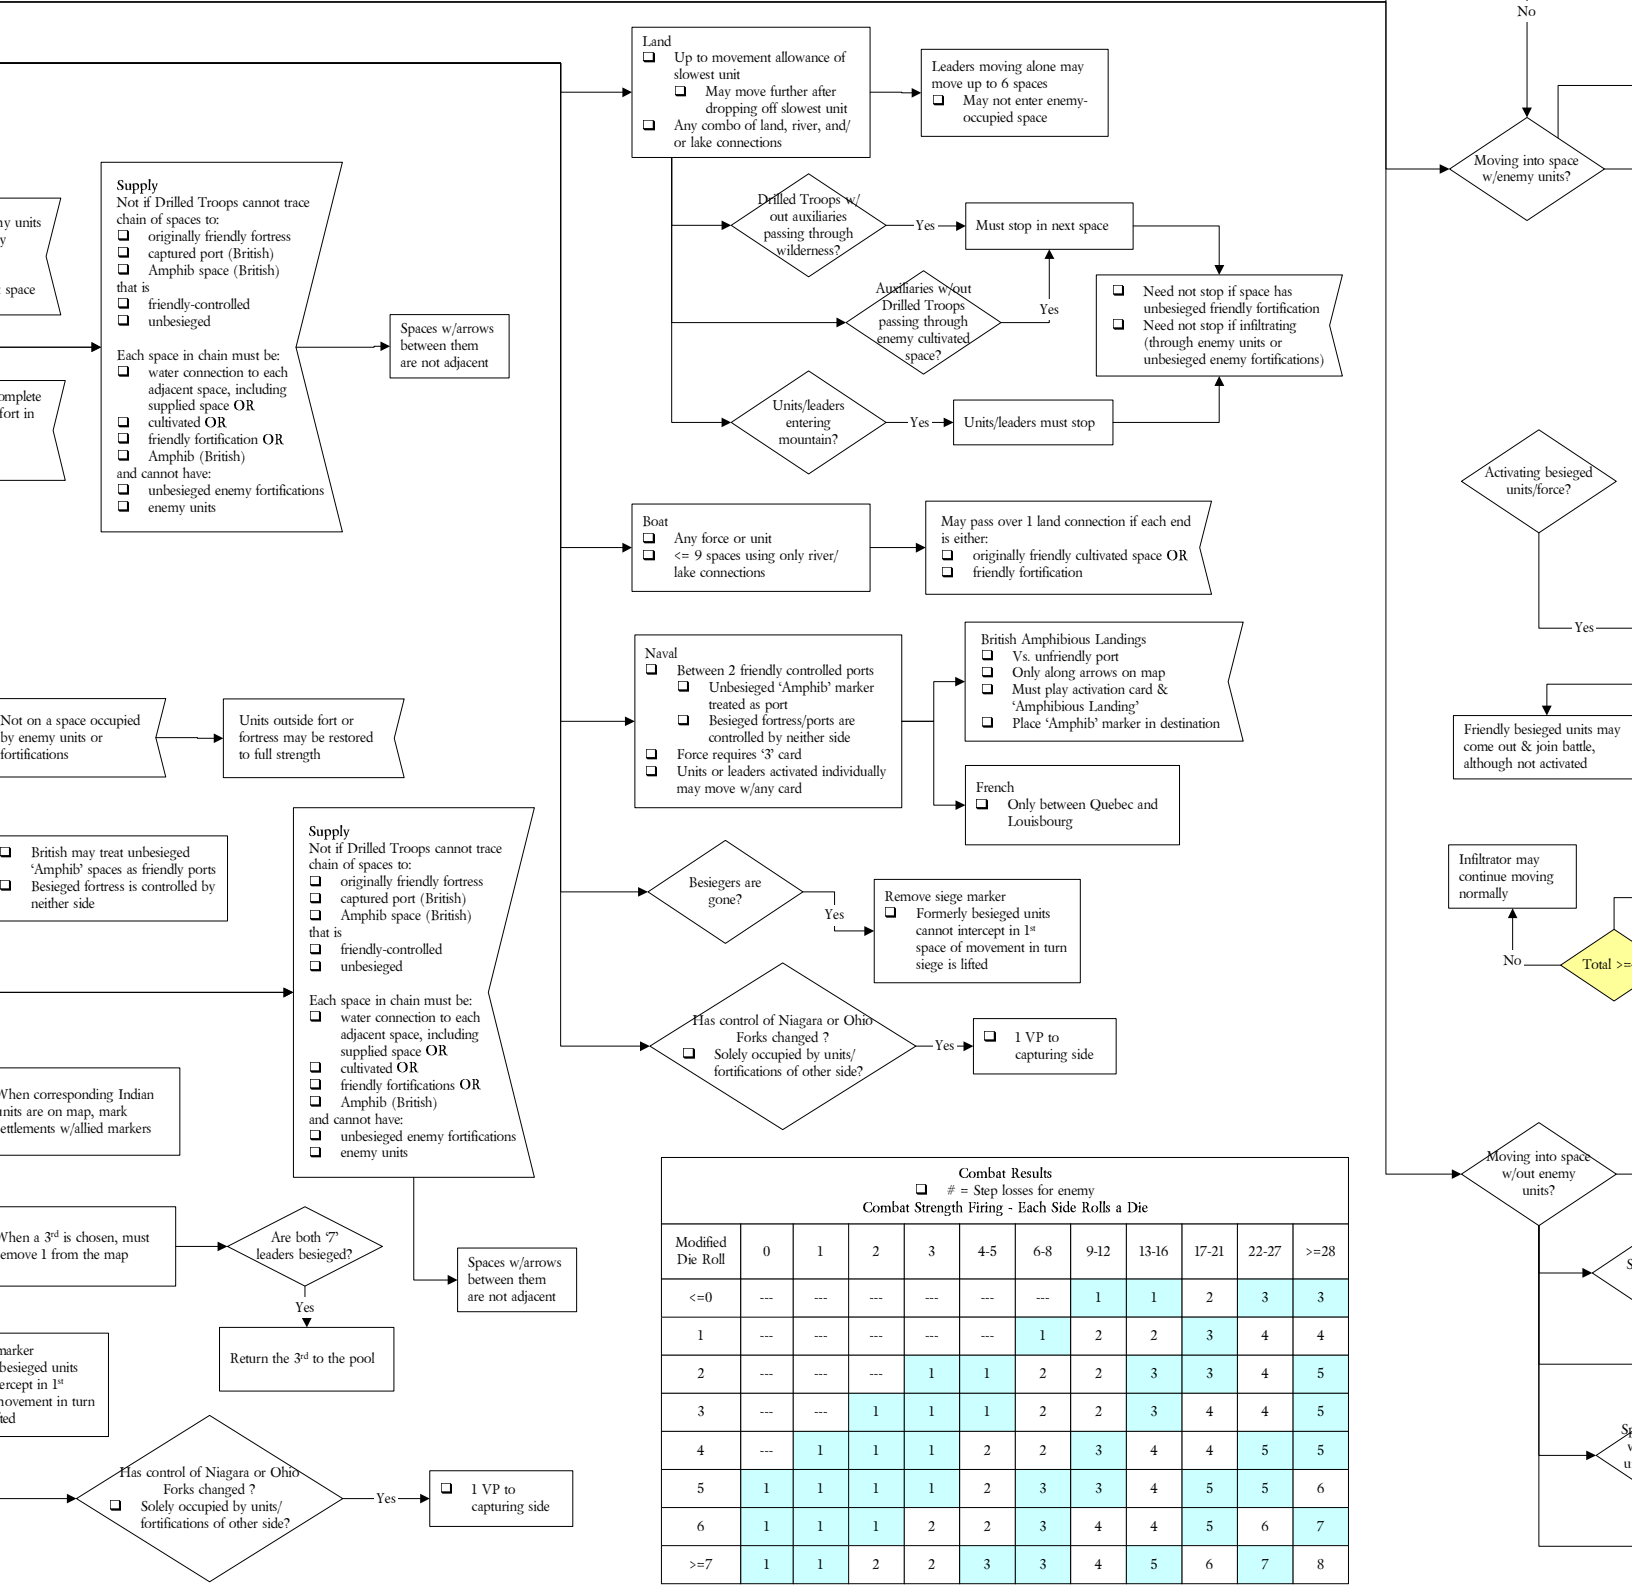 No
Land
❑ Up to movement allowance of
slowest unit
❑ May move further after
dropping off slowest unit
❑ Any combo of land, river, and/
or lake connections
Leaders moving alone may
move up to 6 spaces
❑ May not enter enemy-
occupied space
Moving into space
w/enemy units?
Supply
Not if Drilled Troops cannot trace
chain of spaces to:
❑ originally friendly fortress
❑ captured port (British)
❑ Amphib space (British)
that is
❑ friendly-controlled
❑ unbesieged
Each space in chain must be:
❑ water connection to each
adjacent space, including
supplied space OR
❑ cultivated OR
❑ friendly fortification OR
❑ Amphib (British)
and cannot have:
❑ unbesieged enemy fortifications
❑ enemy units
units
space
fort in
Spaces w/arrows
between them
are not adjacent
Drilled Troops w/
out auxiliaries
passing through
wilderness?
Yes
Must stop in next space
Auxiliaries w/out
Drilled Troops
passing through
enemy cultivated
space?
Yes
❑ Need not stop if space has
unbesieged friendly fortification
❑ Need not stop if infiltrating
(through enemy units or
unbesieged enemy fortifications)
Units/leaders
entering
mountain?
Yes
Units/leaders must stop
Activating besieged
units/force?
Yes
Boat
❑ Any force or unit
❑ <= 9 spaces using only river/
lake connections
May pass over 1 land connection if each end
is either:
❑ originally friendly cultivated space OR
❑ friendly fortification
Naval
❑ Between 2 friendly controlled ports
❑ Unbesieged ‘Amphib’ marker
treated as port
❑ Besieged fortress/ports are
controlled by neither side
❑ Force requires ‘3’ card
❑ Units or leaders activated individually
may move w/any card
British Amphibious Landings
❑ Vs. unfriendly port
❑ Only along arrows on map
❑ Must play activation card &
‘Amphibious Landing’
❑ Place ‘Amphib’ marker in destination
French
❑ Only between Quebec and
Louisbourg
Not on a space occupied
by enemy units or
fortifications
Units outside fort or
fortress may be restored
to full strength
Friendly besieged units may
come out & join battle,
although not activated
❑ British may treat unbesieged
‘Amphib’ spaces as friendly ports
❑ Besieged fortress is controlled by
neither side
Supply
Not if Drilled Troops cannot trace
chain of spaces to:
❑ originally friendly fortress
❑ captured port (British)
❑ Amphib space (British)
that is
❑ friendly-controlled
❑ unbesieged
Each space in chain must be:
❑ water connection to each
adjacent space, including
supplied space OR
❑ cultivated OR
❑ friendly fortifications OR
❑ Amphib (British)
and cannot have:
❑ unbesieged enemy fortifications
❑ enemy units
Besiegers are
gone?
Yes
Remove siege marker
❑ Formerly besieged units
cannot intercept in 1st
space of movement in turn
siege is lifted
Infiltrator may
continue moving
normally
No
Total >=
Has control of Niagara or Ohio
Forks changed ?
❑ Solely occupied by units/
fortifications of other side?
Yes
❑ 1 VP to
capturing side
When corresponding Indian
units are on map, mark
settlements w/allied markers
When a 3rd is chosen, must
remove 1 from the map
Are both ‘7’
leaders besieged?
Yes
Return the 3rd to the pool
Spaces w/arrows
between them
are not adjacent
Moving into space
w/out enemy
units?
marker
besieged units
in 1st
movement in turn
Has control of Niagara or Ohio
Forks changed ?
❑ Solely occupied by units/
fortifications of other side?
Yes
❑ 1 VP to
capturing side
Combat Results
❑ # = Step losses for enemy
Combat Strength Firing - Each Side Rolls a Die
Modified
Die Roll 0 1 2 3 4-5 6-8 9-12 13-16 17-21 22-27 >=28
<=0 --- --- --- --- --- --- 1 1 2 3 3
1 --- --- --- --- --- 1 2 2 3 4 4
2 --- --- --- 1 1 2 2 3 3 4 5
3 --- --- 1 1 1 2 2 3 4 4 5
4 --- 1 1 1 2 2 3 4 4 5 5
5 1 1 1 1 2 3 3 4 5 5 6
6 1 1 1 2 2 3 4 4 5 6 7
>=7 1 1 2 2 3 3 4 5 6 7 8